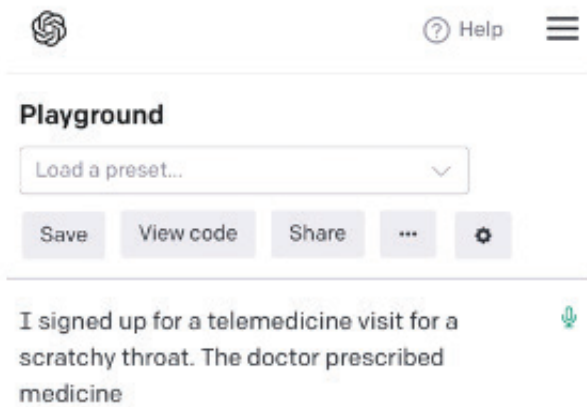 Help
Playground
Load a preset...
Save View code Share ...
I signed up for a telemedicine visit for a
scratchy throat. The doctor prescribed
medicine